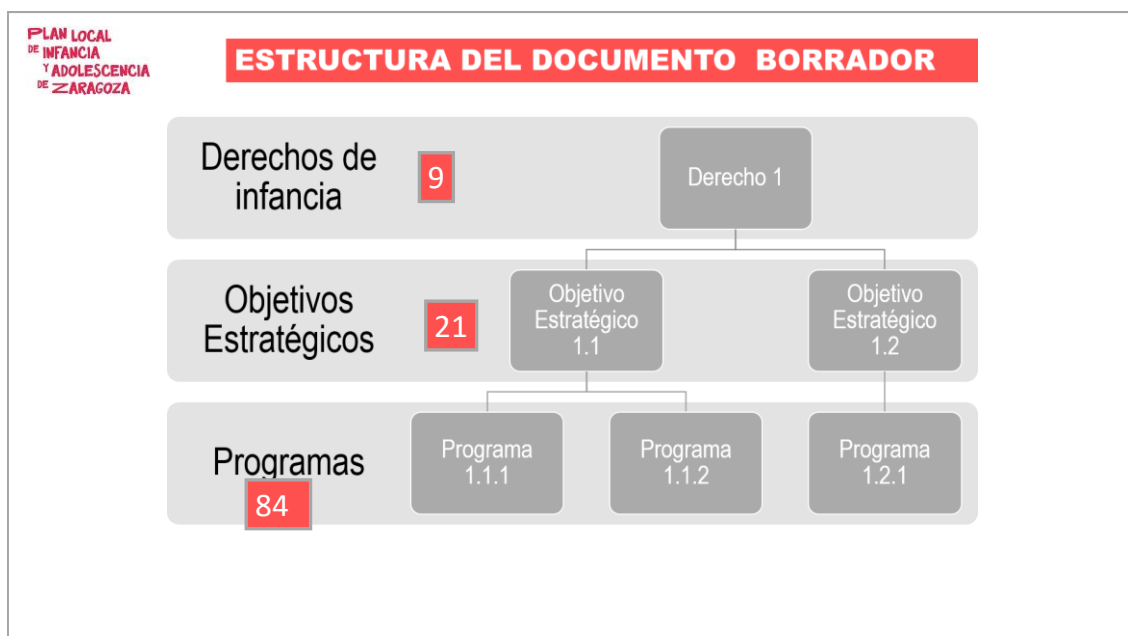 PLAN LOCAL
DE INFANCIA
Y ADOLESCENCIA
DE ZARAGOZA
ESTRUCTURA DEL DOCUMENTO BORRADOR
Derechos de
infancia
9
Derecho 1
Objetivos
Estratégicos
21
Objetivo
Estratégico
1.1
Objetivo
Estratégico
1.2
Programas
84
Programa
1.1.1
Programa
1.1.2
Programa
1.2.1